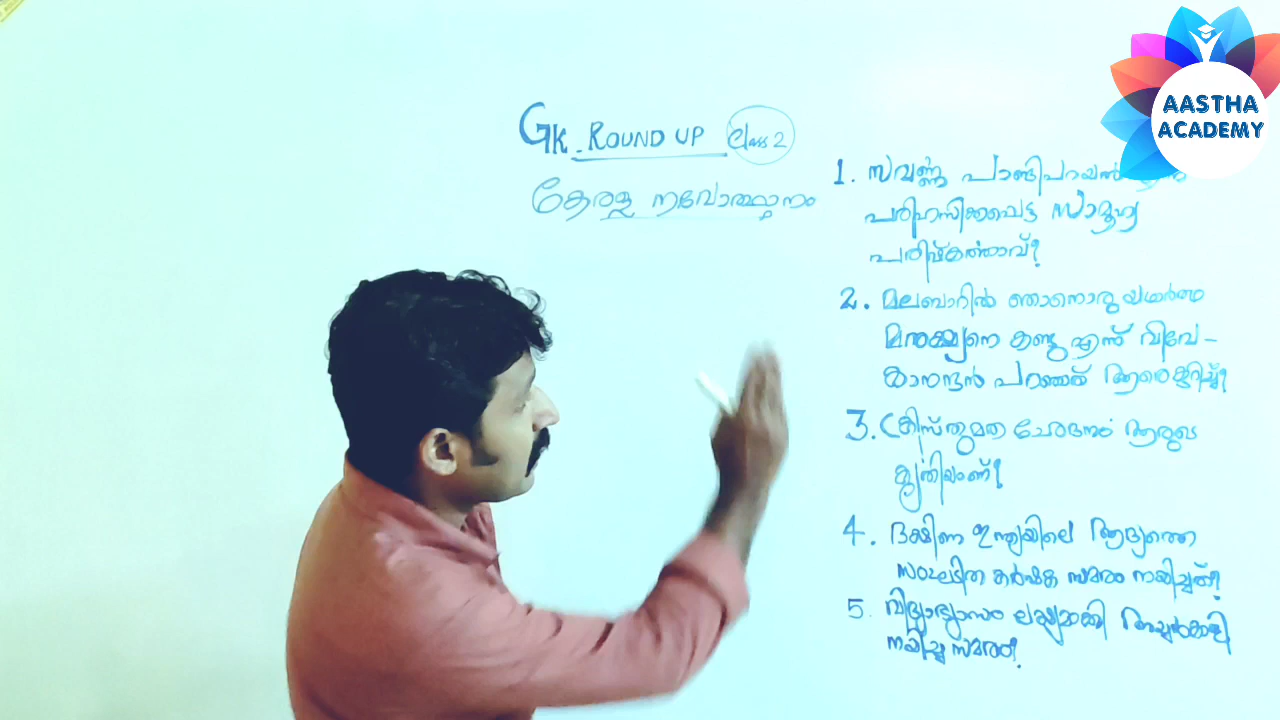 GK. ROUND UP Class 2
കേരള നവോത്ഥാനം
1. സവർണ്ണ പാണ്ടിപറയൻ
പരിഹസിക്കപ്പെട്ട സാമൂഹ്യ
പരിഷ്കർത്താവ്?
2. മലബാറിൽ ഞാനൊരു യഥാർത്ഥ
മനുഷ്യനെ കണ്ടു എന്ന് വിവേ-
കാനന്ദൻ പറഞ്ഞത് ആരെ കുറിച്ച്?
3. ക്രിസ്തുമത ഛേദനം ആരുടെ
കൃതിയാണ്?
4. ദക്ഷിണ ഇന്ത്യയിലെ ആദ്യത്തെ
സംഘടിത കർഷക സമരം നയിച്ചത്?
5. വിദ്യാഭ്യാസം ലക്ഷ്യമാക്കി അയ്യൻകാളി
നയിച്ച സമരം?
AASTHA
ACADEMY